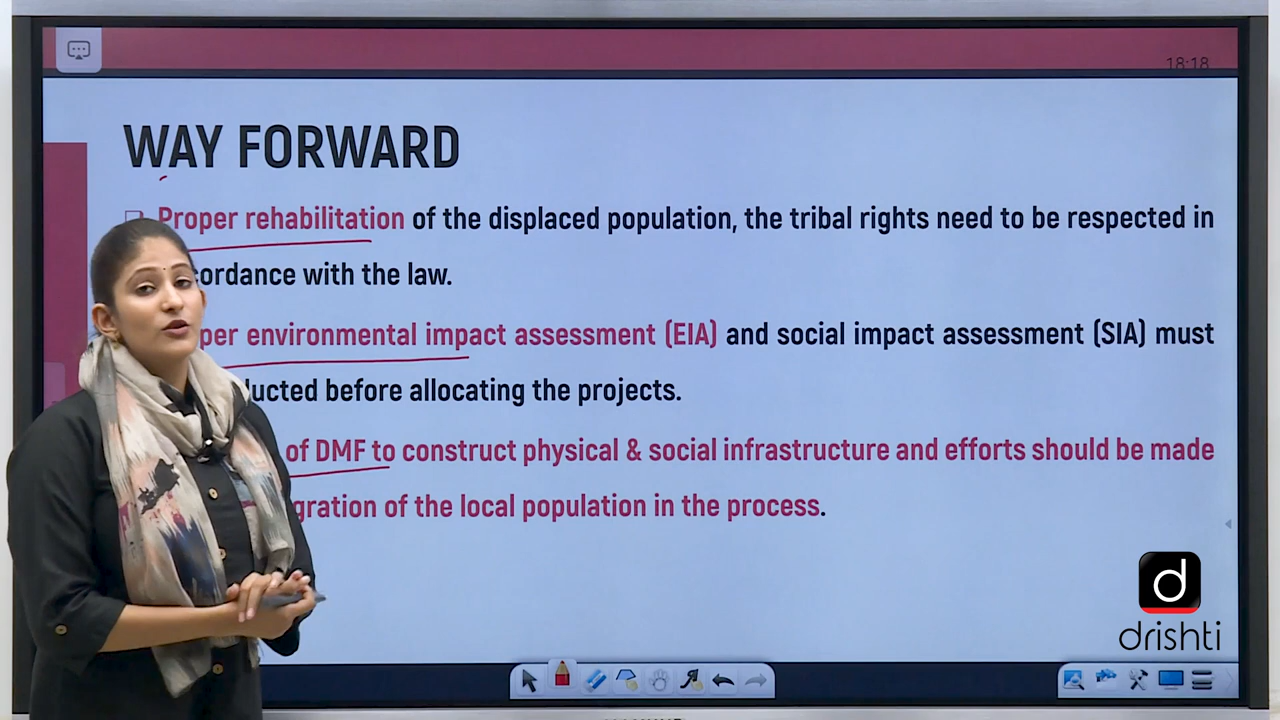 18:18
WAY FORWARD
Proper rehabilitation of the displaced population, the tribal rights need to be respected in
cordance with the law.
per environmental impact assessment (EIA) and social impact assessment (SIA) must
ducted before allocating the projects.
of DMF to construct physical & social infrastructure and efforts should be made
gration of the local population in the process.
d
drishti